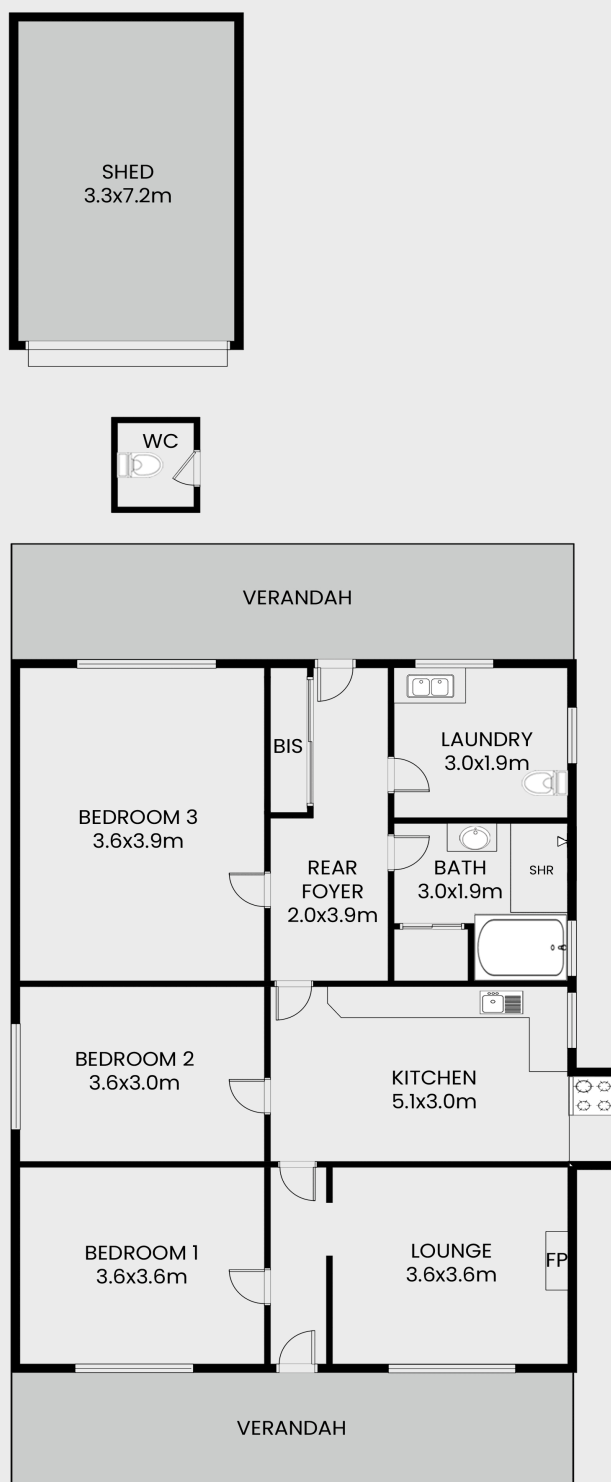 SHED
3.3x7.2m
WC
VERANDAH
BIS
LAUNDRY
3.0x1.9m
BEDROOM 3
3.6x3.9m
REAR
FOYER
2.0x3.9m
BATH
3.0x1.9m
SHR
BEDROOM 2
3.6x3.0m
KITCHEN
5.1x3.0m
BEDROOM 1
3.6x3.6m
LOUNGE
3.6x3.6m
FP
VERANDAH